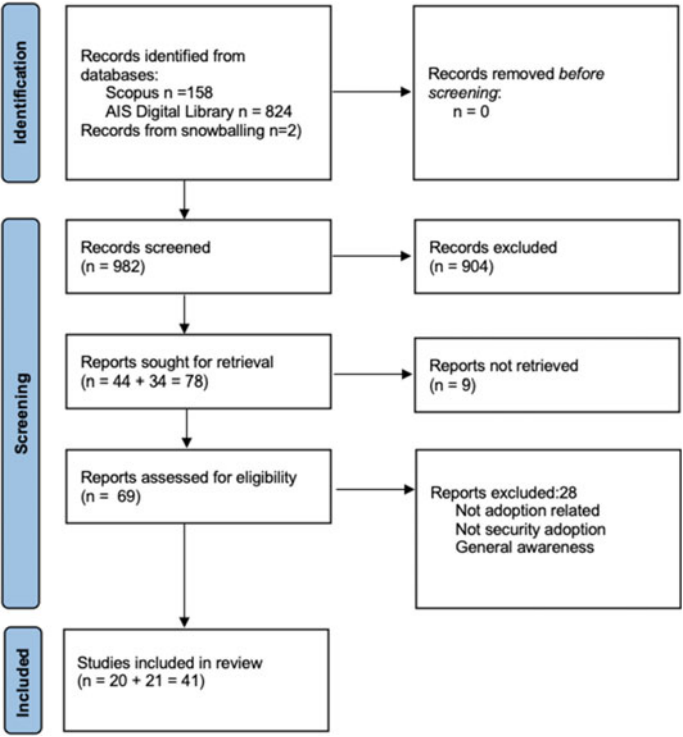 Identification
Records identified from
databases:
Scopus n =158
AIS Digital Library n = 824
Records from snowballing n=2)
Records removed before
screening:
n = 0
Screening
Records screened
(n = 982)
Records excluded
(n = 904)
Reports sought for retrieval
(n = 44 + 34 = 78)
Reports not retrieved
(n = 9)
Reports assessed for eligibility
(n = 69)
Reports excluded:28
Not adoption related
Not security adoption
General awareness
Included
Studies included in review
(n = 20 + 21 = 41)